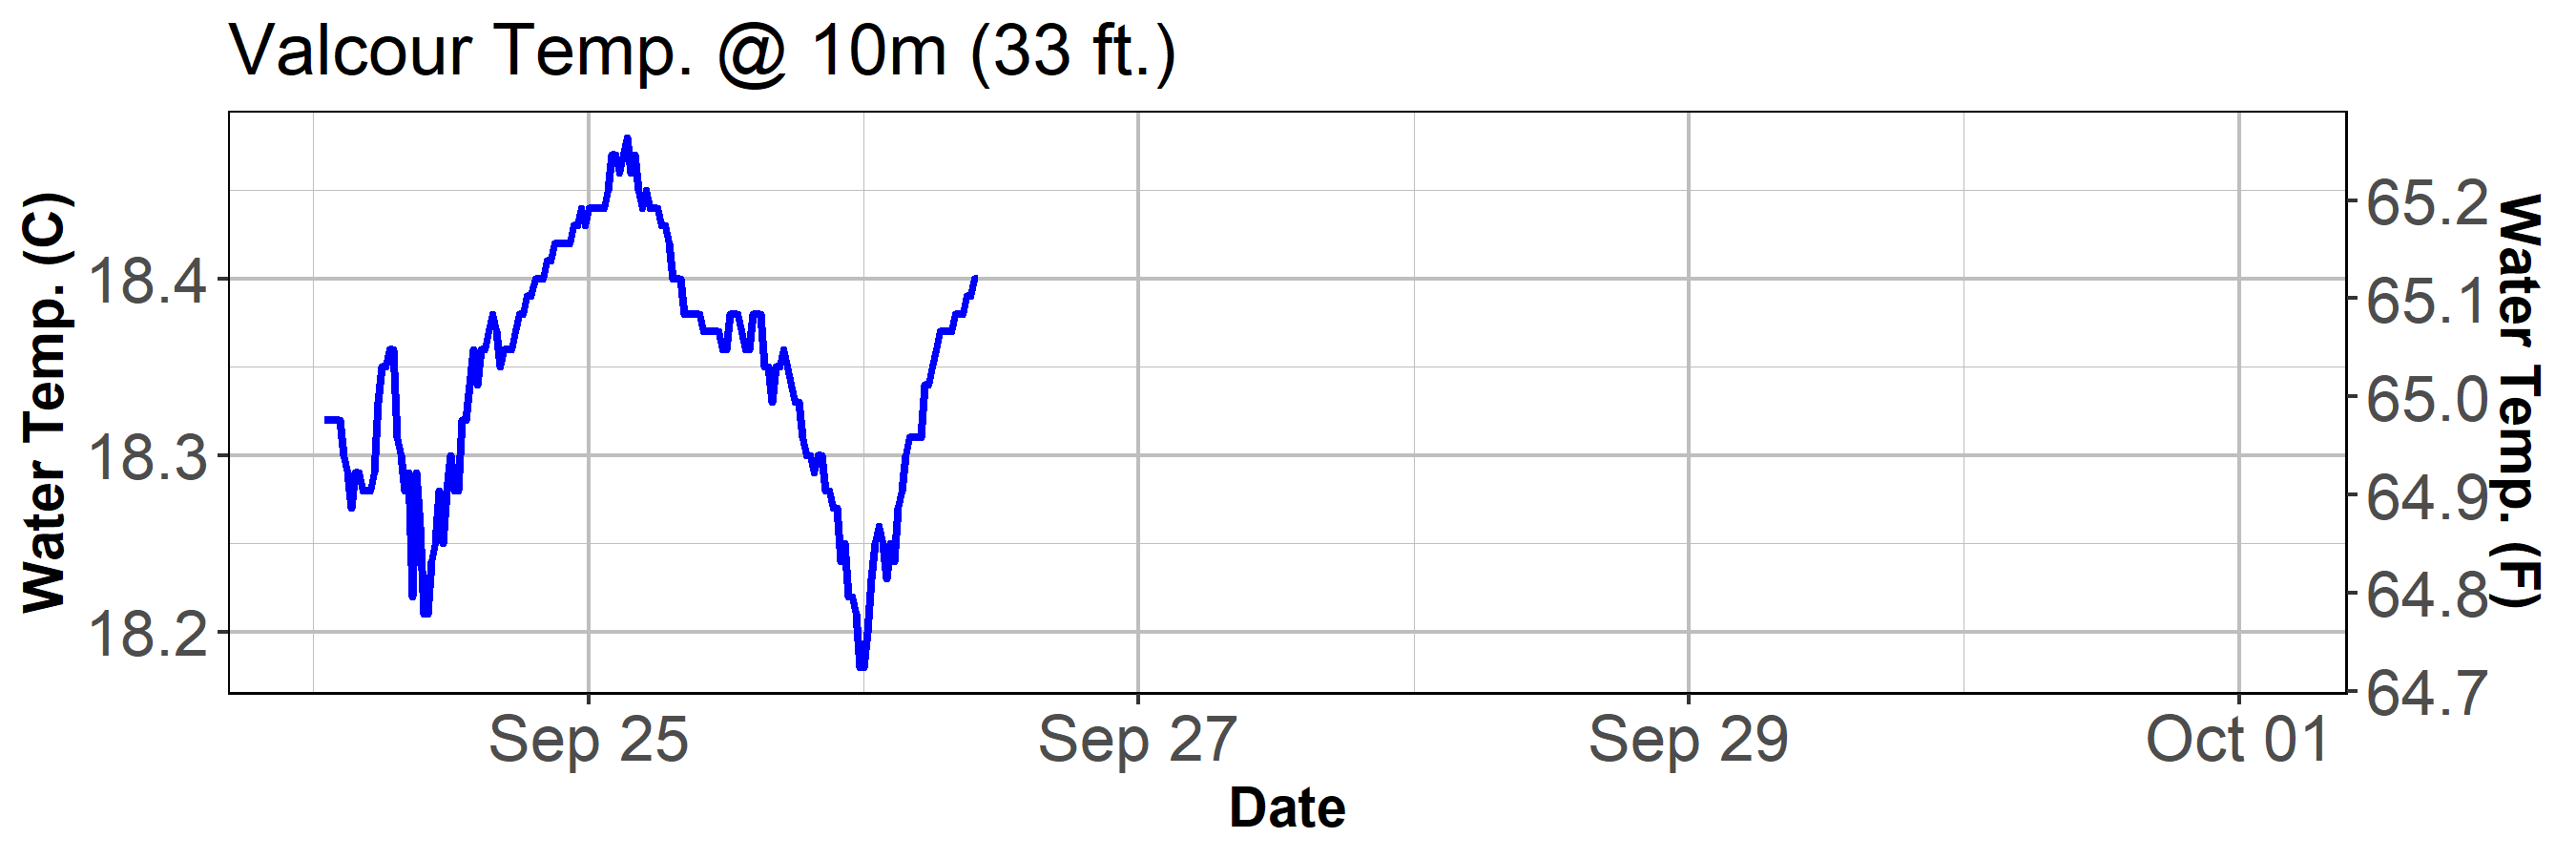 Valcour Temp. @ 10m (33 ft.)
Water Temp. (C)
18.4
18.3
18.2
65.2
65.1
65.0
64.9
64.8
64.7
Water Temp. (F)
Sep 25
Sep 27
Sep 29
Oct 01
Date